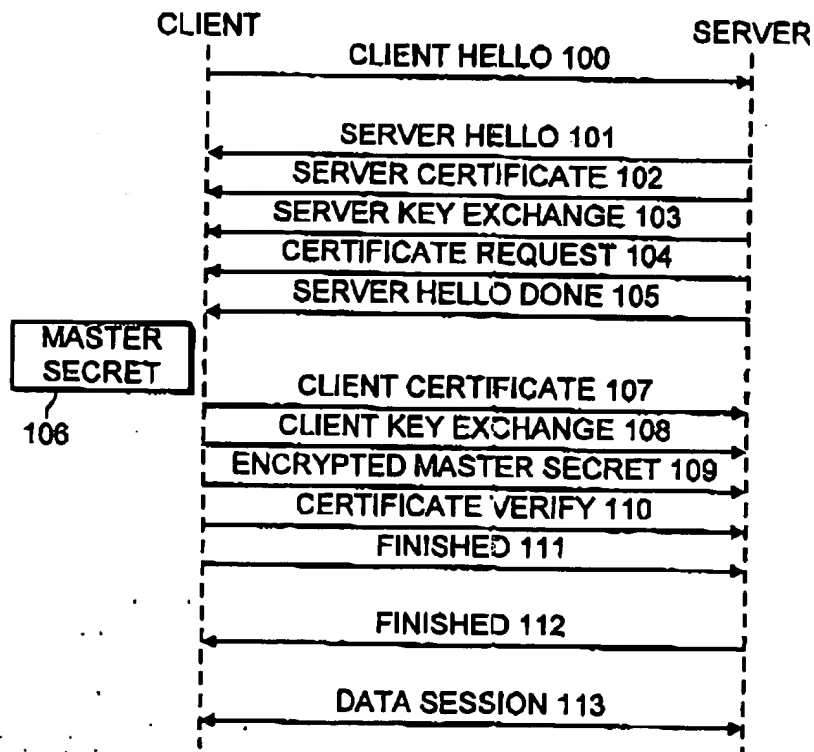 CLIENT
SERVER
CLIENT HELLO 100
SERVER HELLO 101
SERVER CERTIFICATE 102
SERVER KEY EXCHANGE 103
CERTIFICATE REQUEST 104
SERVER HELLO DONE 105
MASTER
SECRET
106
CLIENT CERTIFICATE 107
CLIENT KEY EXCHANGE 108
ENCRYPTED MASTER SECRET 109
CERTIFICATE VERIFY 110
FINISHED 111
FINISHED 112
DATA SESSION 113